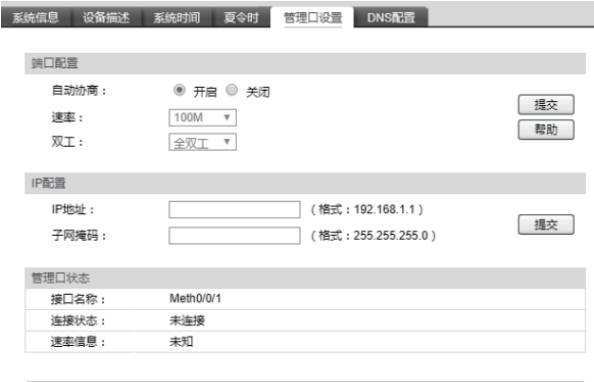 系统信息 设备描述 系统时间 夏令时 管理口设置 DNS配置
端口配置
自动协商： 开启 关闭
速率： 100M
提交
双工： 全双工
帮助
IP配置
IP地址： （格式：192.168.1.1）
子网掩码： （格式：255.255.255.0）
提交
管理口状态
接口名称： Meth0/0/1
连接状态： 未连接
速率信息： 未知